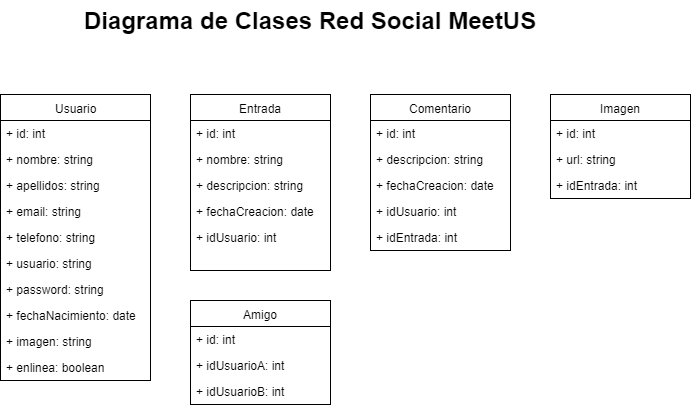 Diagrama de Clases Red Social MeetUS
Usuario
+ id: int
+ nombre: string
+ apellidos: string
+ email: string
+ telefono: string
+ usuario: string
+ password: string
+ fechaNacimiento: date
+ imagen: string
+ enlinea: boolean
Entrada
+ id: int
+ nombre: string
+ descripcion: string
+ fechaCreacion: date
+ idUsuario: int
Comentario
+ id: int
+ descripcion: string
+ fechaCreacion: date
+ idUsuario: int
+ idEntrada: int
Imagen
+ id: int
+ url: string
+ idEntrada: int
Amigo
+ id: int
+ idUsuarioA: int
+ idUsuarioB: int